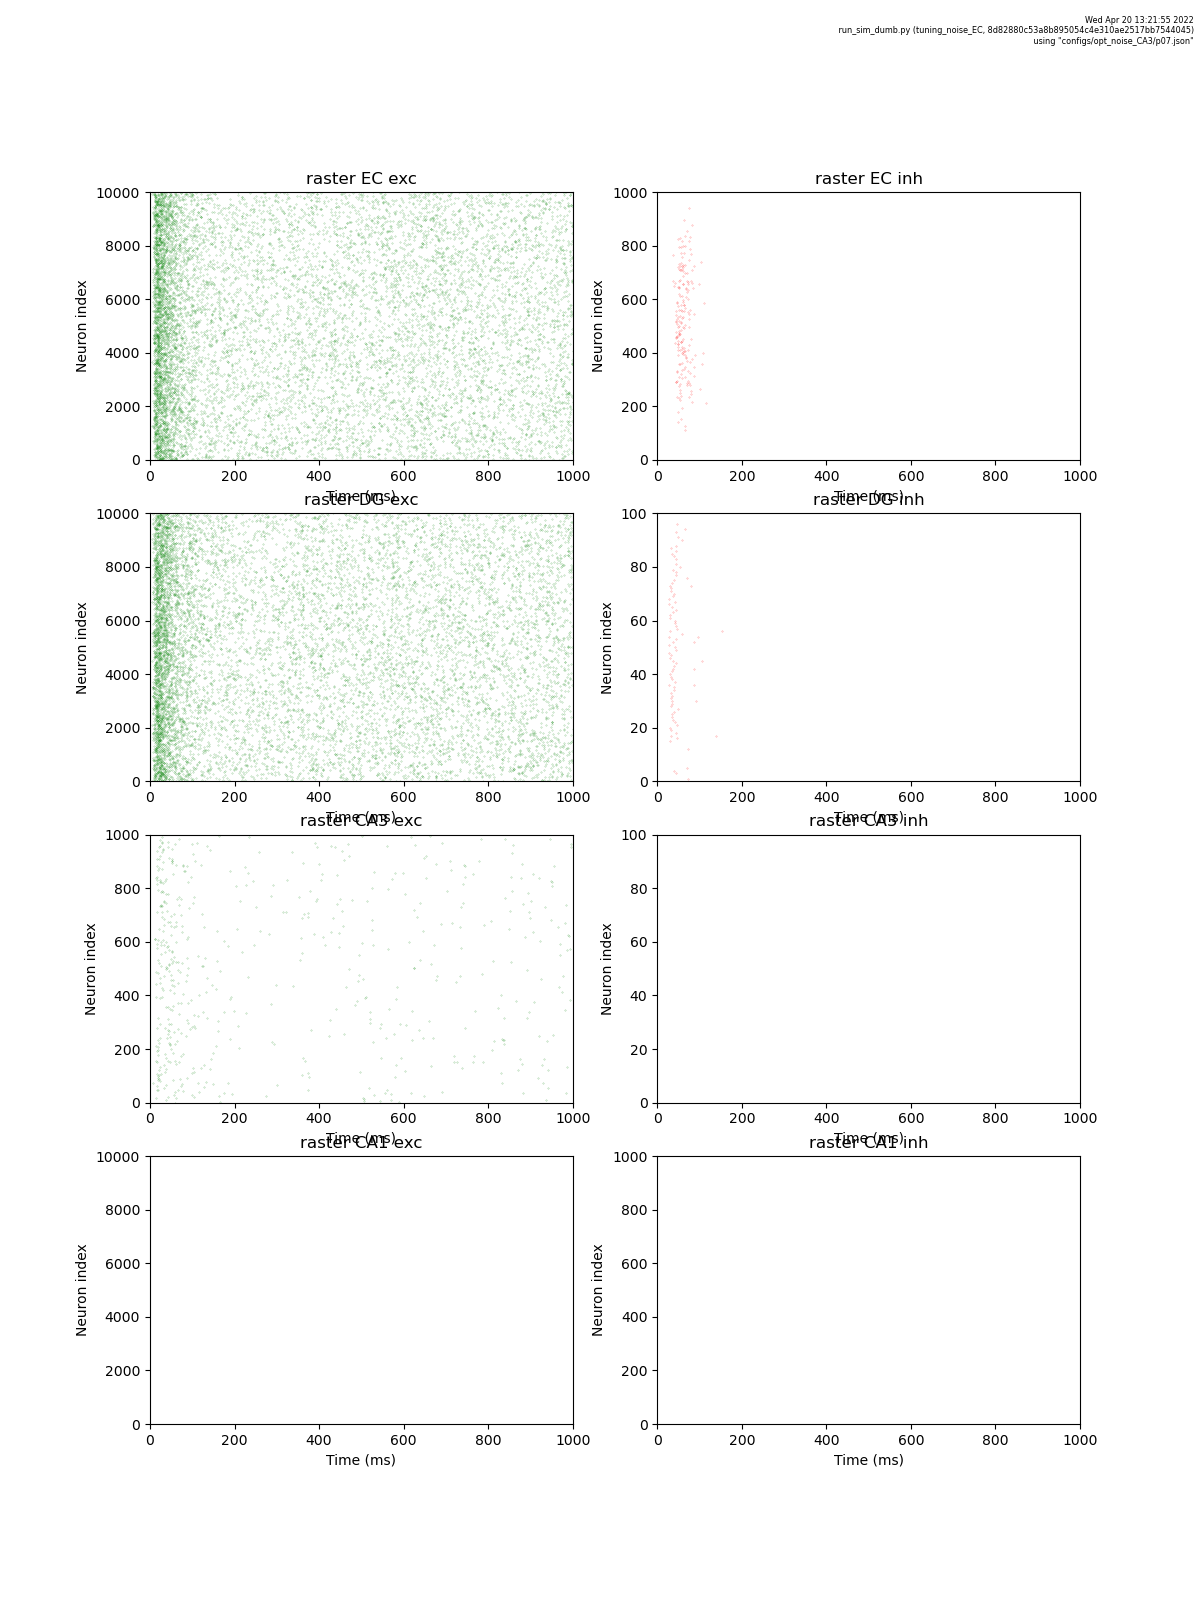 Wed Apr 20 13:21:55 2022
run_sim_dumb.py (tuning_noise_EC, 8d82880c53a8b895054c4e310ae2517bb7544045)
using "configs/opt_noise_CA3/p07.json"
raster EC exc
10000
8000
6000
4000
2000
0
Neuron index
0 200 400 600 800 1000
Time (ms)
raster EC inh
1000
800
600
400
200
0
Neuron index
0 200 400 600 800 1000
Time (ms)
raster DG exc
10000
8000
6000
4000
2000
0
Neuron index
0 200 400 600 800 1000
Time (ms)
raster DG inh
100
80
60
40
20
0
Neuron index
0 200 400 600 800 1000
Time (ms)
raster CA3 exc
1000
800
600
400
200
0
Neuron index
0 200 400 600 800 1000
Time (ms)
raster CA3 inh
100
80
60
40
20
0
Neuron index
0 200 400 600 800 1000
Time (ms)
raster CA1 exc
10000
8000
6000
4000
2000
0
Neuron index
0 200 400 600 800 1000
Time (ms)
raster CA1 inh
1000
800
600
400
200
0
Neuron index
0 200 400 600 800 1000
Time (ms)